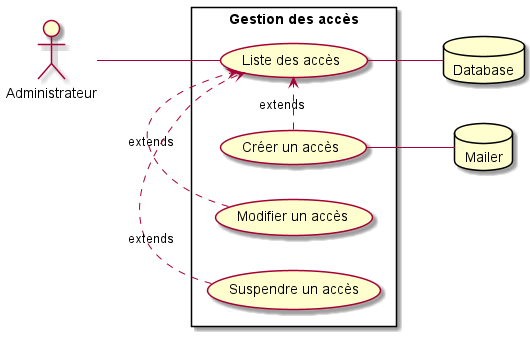 Gestion des accès
Liste des accès
Database
Administrateur
extends
Créer un accès
Mailer
extends
Modifier un accès
extends
Suspendre un accès